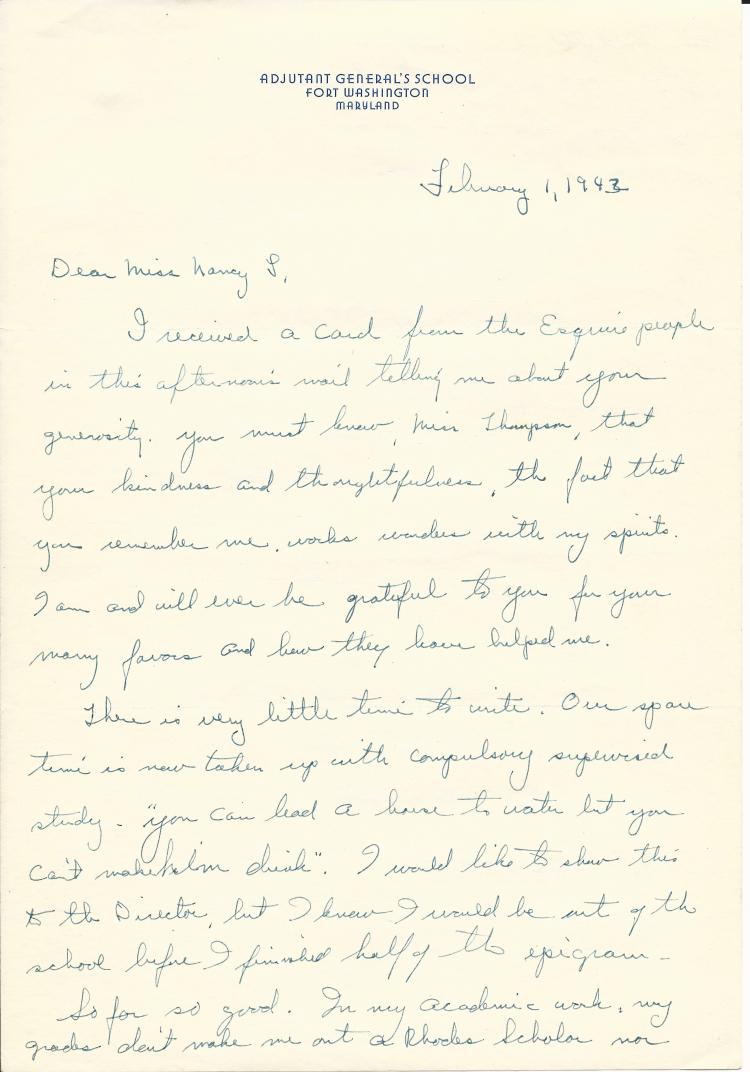 ADJUTANT GENERAL'S SCHOOL
FORT WASHINGTON
MARYLAND
February 1, 1943
Dear Miss Nancy T,
I received a card from the Esquire people
in this afternoon's mail telling me about your
generosity. You must know, Miss Thompson, that
your kindness and thoughtfulness, the fact that
you remember me, works wonders with my spirits.
I am and will ever be grateful to you for your
many favors and how they have helped me.
There is very little time to write. Our spare
time is now taken up with compulsory supervised
study - "you can lead a horse to water but you
can't make him drink". I would like to show this
to the Director, but I know I would be out of the
school before I finished half of the epigram -
So far so good. In my academic work, my
grades don't make me out a Rhodes Scholar nor